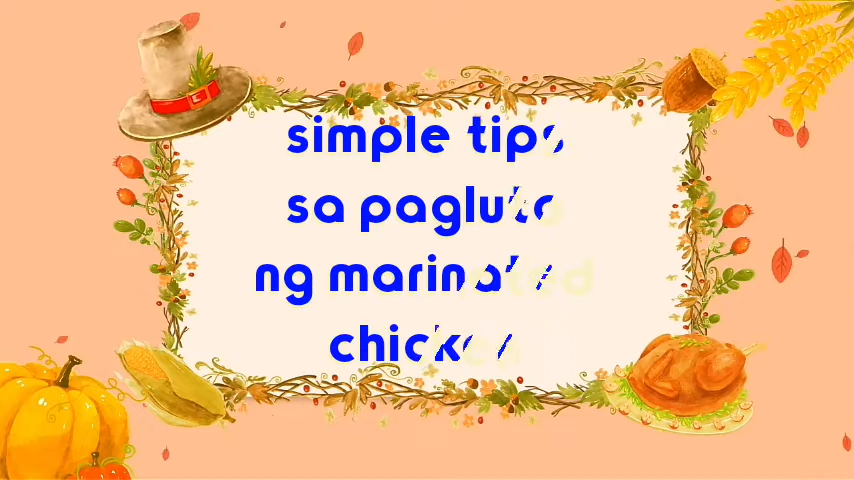 simple tips
sa pagluto
ng marinated
chicken